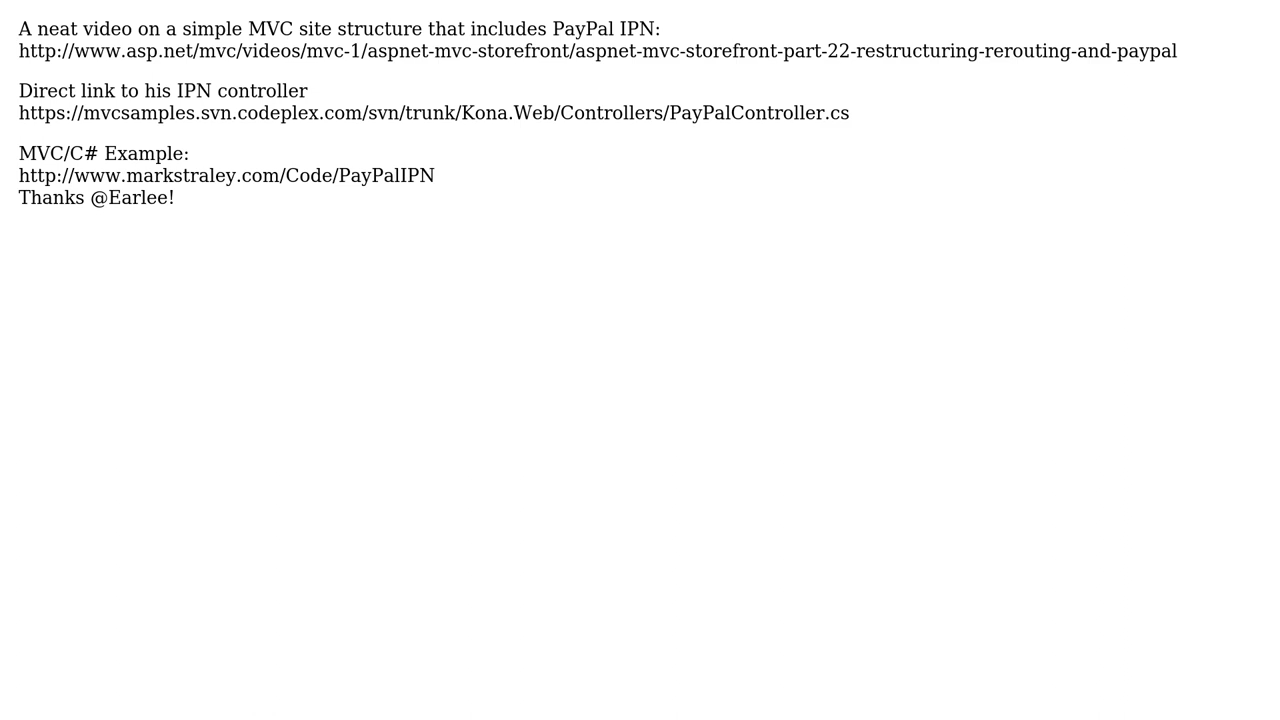 A neat video on a simple MVC site structure that includes PayPal IPN:
http://www.asp.net/mvc/videos/mvc-1/aspnet-mvc-storefront/aspnet-mvc-storefront-part-22-restructuring-rerouting-and-paypal
Direct link to his IPN controller
https://mvcsamples.svn.codeplex.com/svn/trunk/Kona.Web/Controllers/PayPalController.cs
MVC/C# Example:
http://www.markstraley.com/Code/PayPalIPN
Thanks @Earlee!